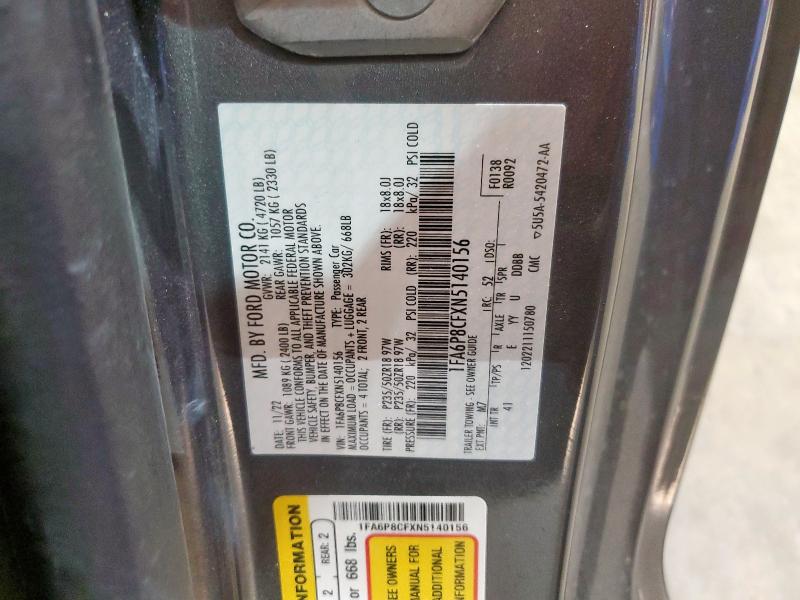 MFD. BY FORD MOTOR CO.
DATE: 11/22 GVWR: 2141 KG ( 4720 LB)
FRONT GAWR: 1089 KG ( 2400 LB) REAR GAWR: 1057 KG ( 2330 LB)
THIS VEHICLE CONFORMS TO ALL APPLICABLE FEDERAL MOTOR
VEHICLE SAFETY, BUMPER, AND THEFT PREVENTION STANDARDS
IN EFFECT ON THE DATE OF MANUFACTURE SHOWN ABOVE.
VIN: 1FA6P8CFXN5140156 TYPE: Passenger Car
MAXIMUM LOAD = OCCUPANTS + LUGGAGE = 302KG/ 668LB
OCCUPANTS = 4 TOTAL, 2 FRONT, 2 REAR
TIRE (FR): P235/50ZR18 97W RIMS (FR): 18x8.0J
(RR): P235/50ZR18 97W (RR): 18x8.0J
PRESSURE (FR): 220 kPa/ 32 PSI COLD (RR): 220 kPa/ 32 PSI COLD
1FA6P8CFXN5140156
TRAILER TOWING - SEE OWNER GUIDE
F0138
R0092
EXT PNT: M7 RC: 52 DSO:
INT TR TP/PS R AXLE TR SPR
41 E YY U DDBB
1202211150780 CMC
5U5A-5420472-AA
INFORMATION
2 REAR: 2
or 668 lbs.
1FA6P8CFXN5140156
SEE OWNERS
MANUAL FOR
ADDITIONAL
INFORMATION